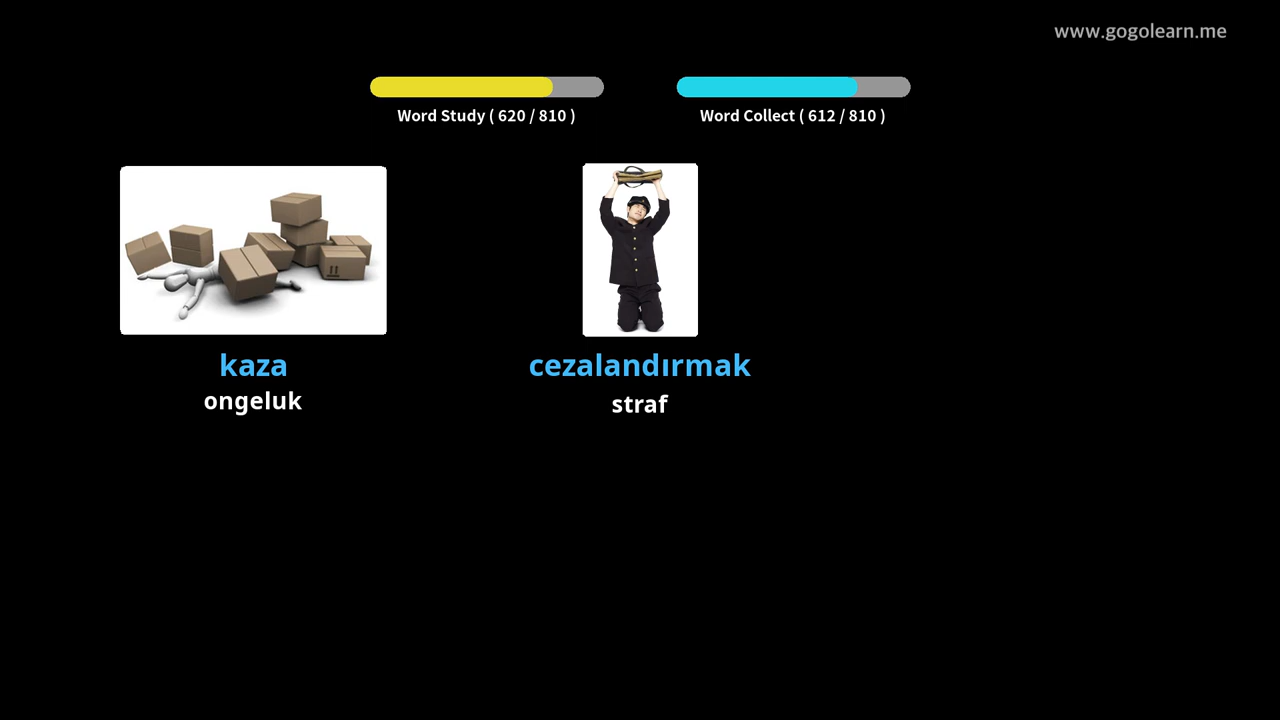 www.gogolearn.me
Word Study ( 620 / 810 )
Word Collect ( 612 / 810 )
kaza
ongeluk
cezalandırmak
straf